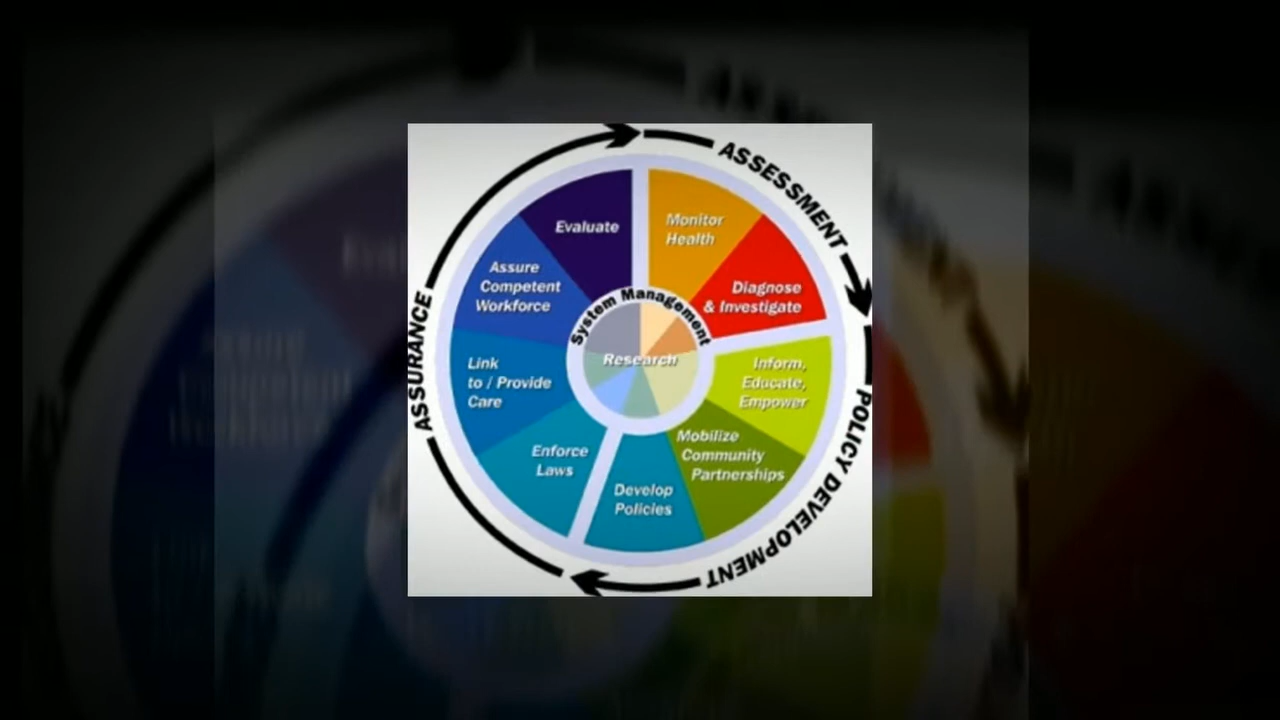 ASSESSMENT
POLICY DEVELOPMENT
ASSURANCE
Monitor
Health
Diagnose
& Investigate
Inform,
Educate,
Empower
Mobilize
Community
Partnerships
Develop
Policies
Enforce
Laws
Link
to / Provide
Care
Assure
Competent
Workforce
Evaluate
System Management
Research